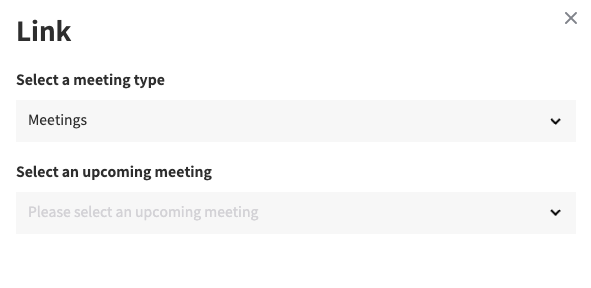 Link
Select a meeting type
Meetings
Select an upcoming meeting
Please select an upcoming meeting